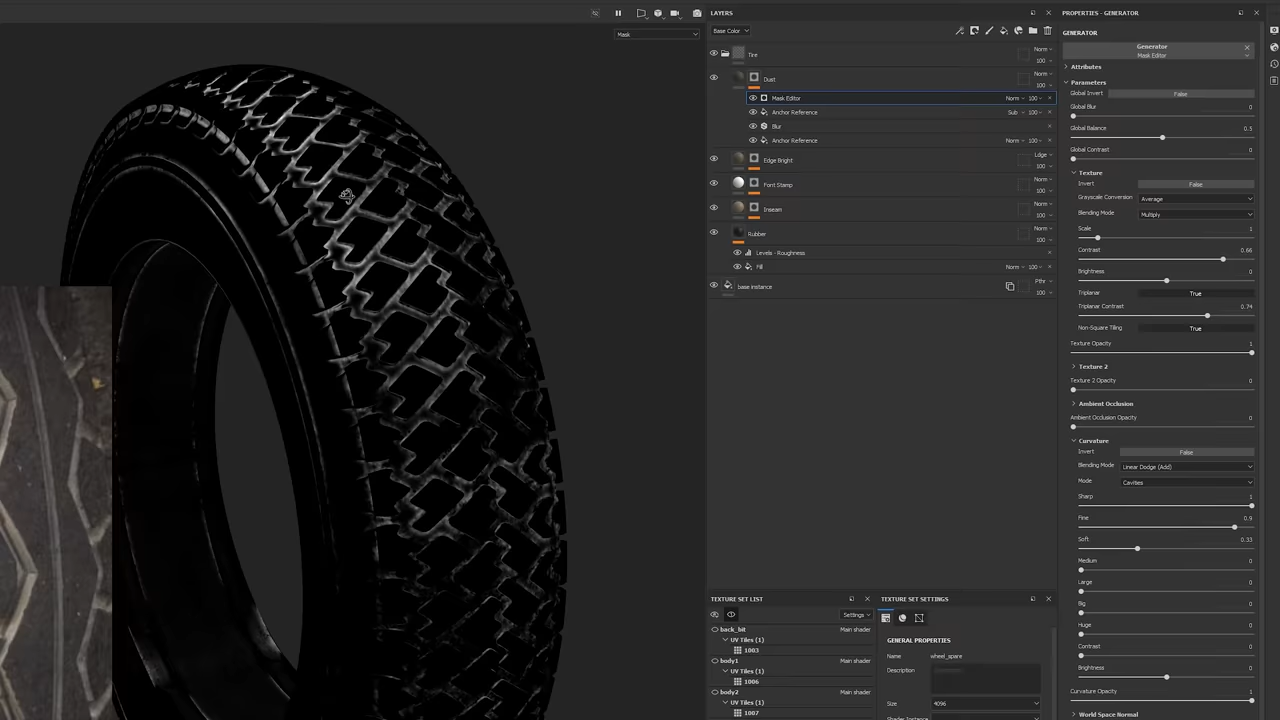 Mask
LAYERS
Base Color
Tire
Norm
100
Dust
Norm
100
Mask Editor
Norm
100
Anchor Reference
Sub
100
Blur
Anchor Reference
Norm
100
Edge Bright
Ldge
100
Font Stamp
Norm
100
Inseam
Norm
100
Rubber
Norm
100
Levels - Roughness
Fill
Norm
100
base instance
Pthr
100
TEXTURE SET LIST
Settings
back_bit
Main shader
UV Tiles (1)
1003
body1
Main shader
UV Tiles (1)
1006
body2
Main shader
UV Tiles (1)
1007
TEXTURE SET SETTINGS
GENERAL PROPERTIES
Name
wheel_spare
Description
Size
4096
PROPERTIES - GENERATOR
GENERATOR
Generator
Mask Editor
Attributes
Parameters
Global Invert
False
Global Blur
0
Global Balance
0.5
Global Contrast
0
Texture
Invert
False
Grayscale Conversion
Average
Blending Mode
Multiply
Scale
1
Contrast
0.66
Brightness
0
Triplanar
True
Triplanar Contrast
0.74
Non-Square Tiling
True
Texture Opacity
1
Texture 2
Texture 2 Opacity
0
Ambient Occlusion
Ambient Occlusion Opacity
0
Curvature
Invert
False
Blending Mode
Linear Dodge (Add)
Mode
Cavities
Sharp
1
Fine
0.9
Soft
0.33
Medium
0
Large
0
Big
0
Huge
0
Contrast
0
Brightness
0
Curvature Opacity
1
World Space Normal